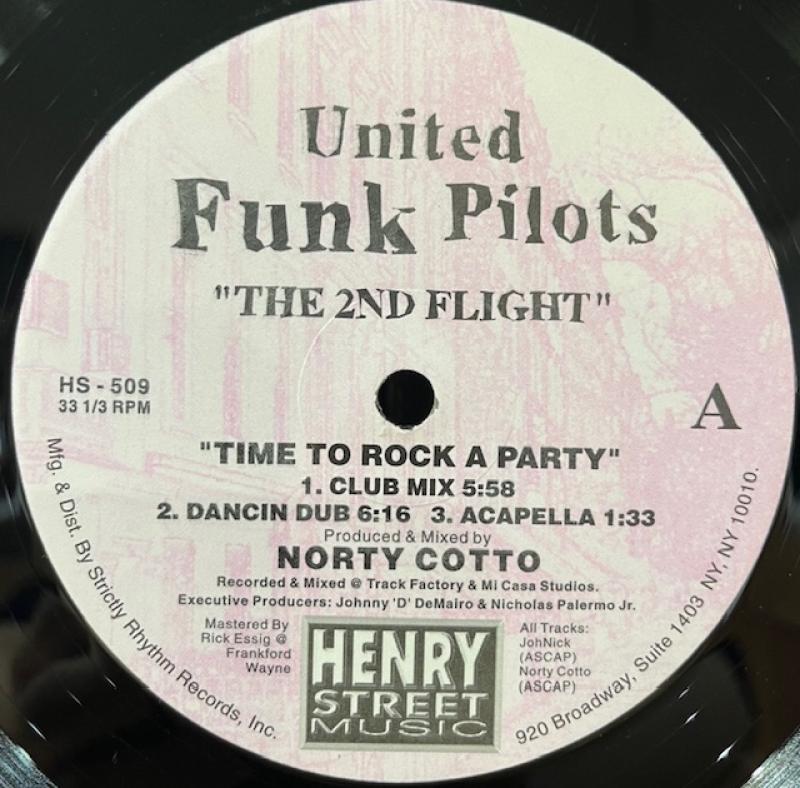 United
Funk Pilots
"THE 2ND FLIGHT"
HS - 509
33 1/3 RPM
A
"TIME TO ROCK A PARTY"
1. CLUB MIX 5:58
2. DANCIN DUB 6:16 3. ACAPELLA 1:33
Produced & Mixed by
NORTY COTTO
Recorded & Mixed @ Track Factory & Mi Casa Studios.
Executive Producers: Johnny 'D' DeMairo & Nicholas Palermo Jr.
Mastered By
Rick Essig @
Frankford
Wayne
HENRY
STREET
MUSIC
All Tracks:
JohNick
(ASCAP)
Norty Cotto
(ASCAP)
Mfg. & Dist. By Strictly Rhythm Records, Inc.
920 Broadway, Suite 1403 NY, NY 10010.